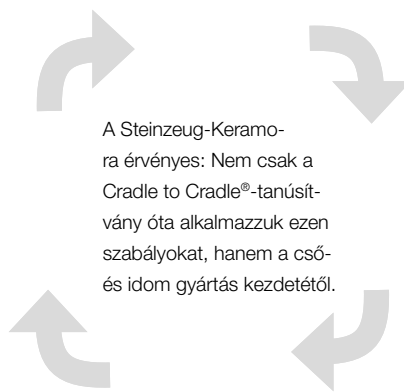 A Steinzeug-Keramo-
ra érvényes: Nem csak a
Cradle to Cradle®-tanúsít-
vány óta alkalmazzuk ezen
szabályokat, hanem a cső-
és idom gyártás kezdetétől.